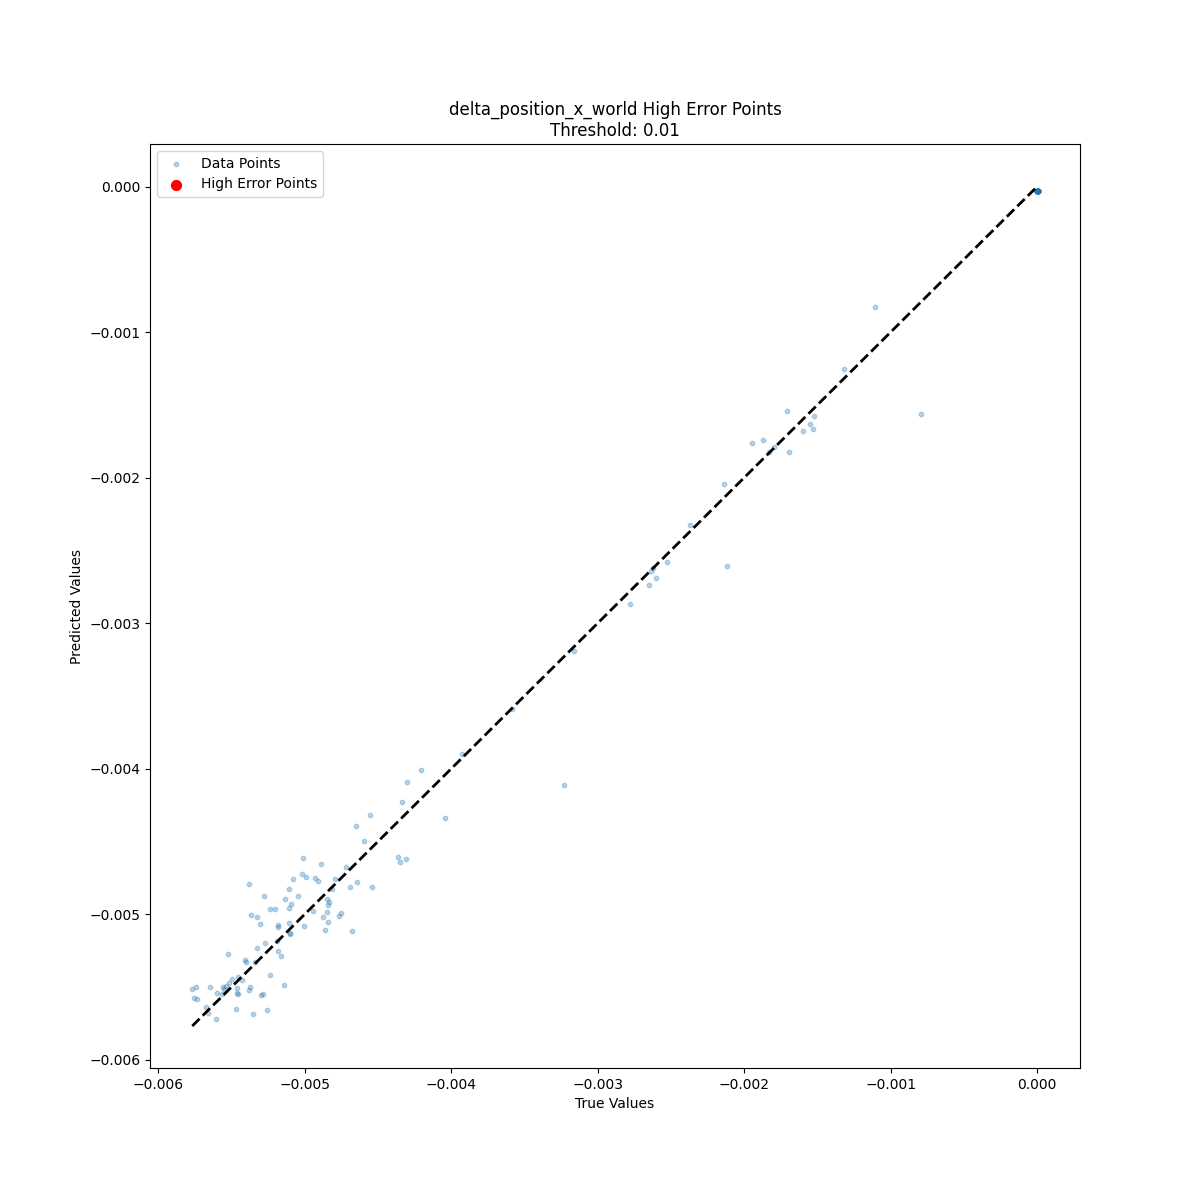 delta_position_x_world High Error Points
Threshold: 0.01
Data Points
High Error Points
0.000
−0.001
−0.002
−0.003
−0.004
−0.005
−0.006
Predicted Values
−0.006 −0.005 −0.004 −0.003 −0.002 −0.001 0.000
True Values